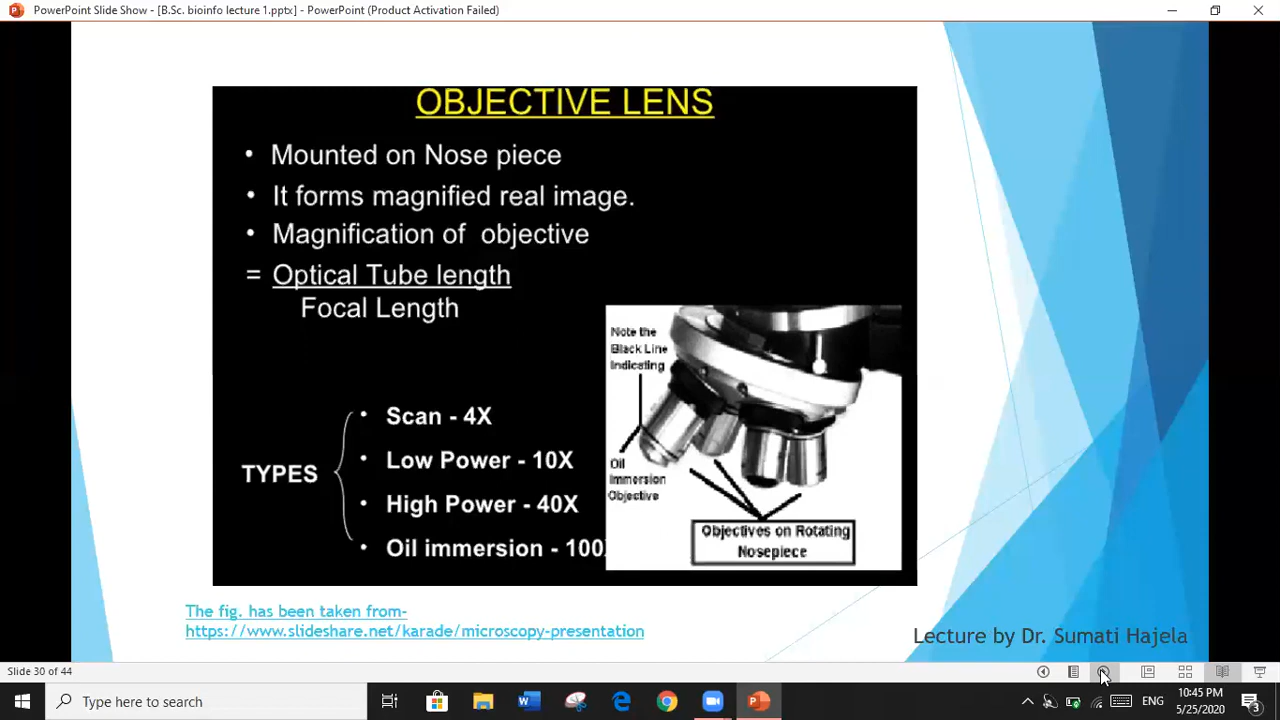 PowerPoint Slide Show - [B.Sc. bioinfo lecture 1.pptx] - PowerPoint (Product Activation Failed)
OBJECTIVE LENS
• Mounted on Nose piece
• It forms magnified real image.
• Magnification of objective
= Optical Tube length
Focal Length
TYPES
• Scan - 4X
• Low Power - 10X
• High Power - 40X
• Oil immersion - 100X
Note the
Black Line
Indicating
Oil
Immersion
Objective
Objectives on Rotating
Nosepiece
The fig. has been taken from-
https://www.slideshare.net/karade/microscopy-presentation
Lecture by Dr. Sumati Hajela
Slide 30 of 44
Type here to search
ENG
10:45 PM
5/25/2020
3